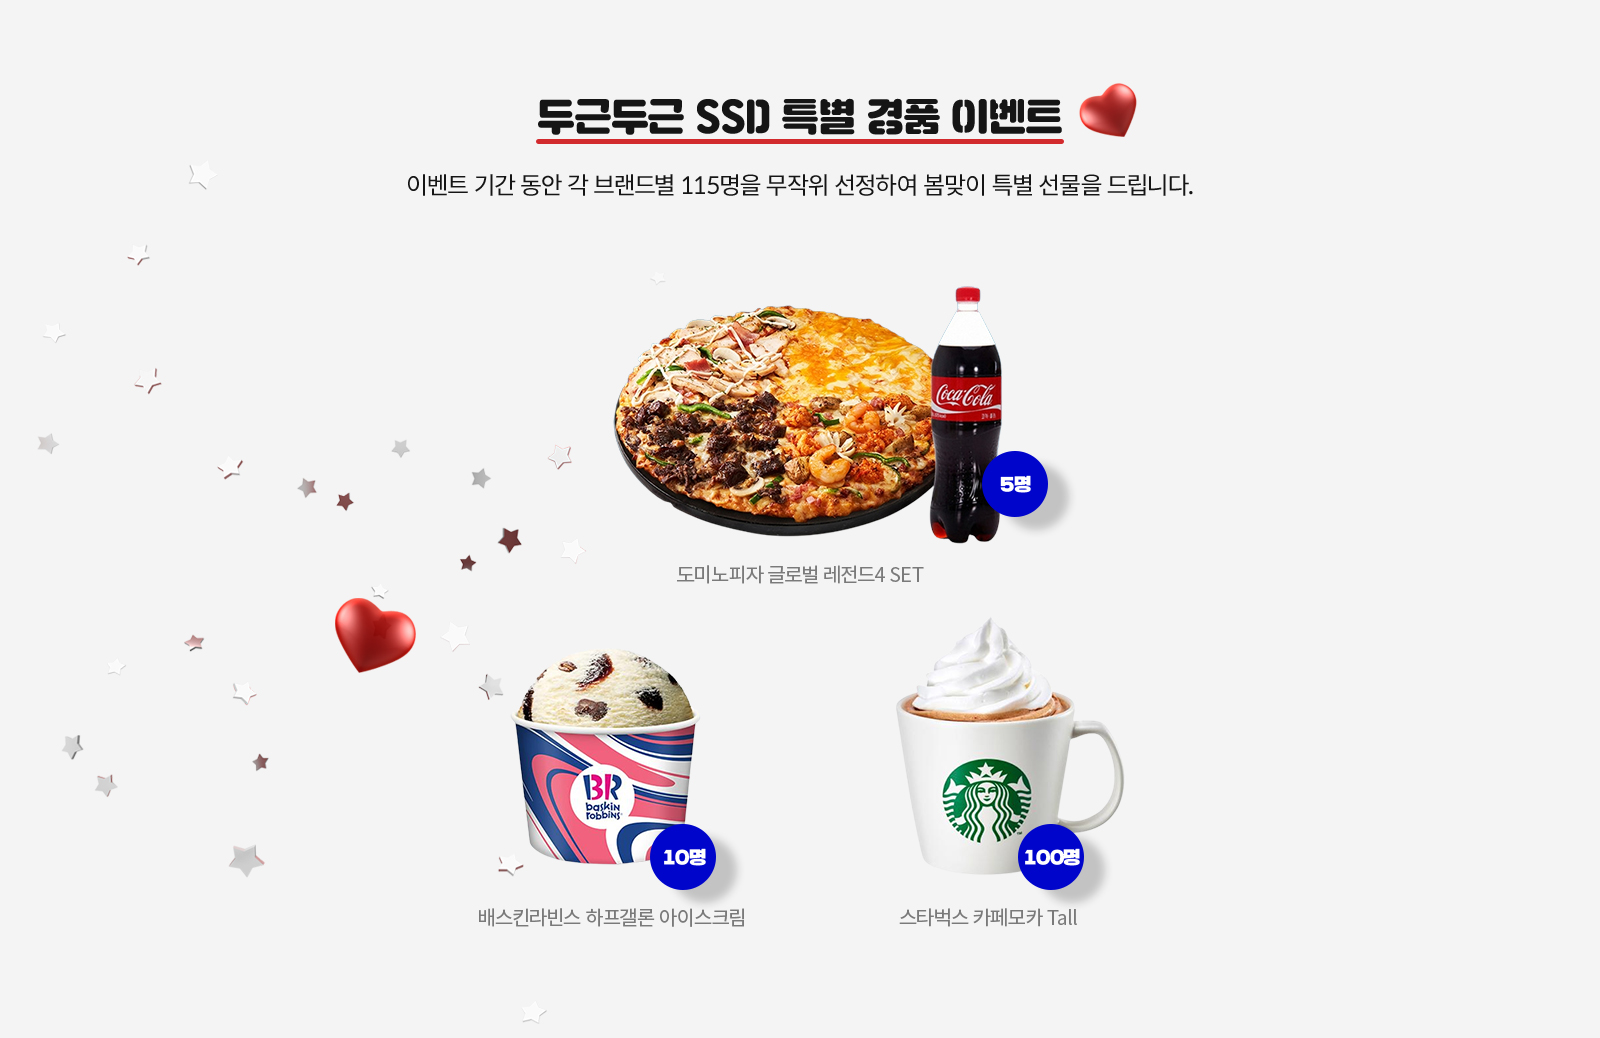 두근두근 SSD 특별 경품 이벤트
이벤트 기간 동안 각 브랜드별 115명을 무작위 선정하여 봄맞이 특별 선물을 드립니다.
Coca-Cola
5명
도미노피자 글로벌 레전드4 SET
BR
baskin
robbins
10명
100명
배스킨라빈스 하프갤론 아이스크림
스타벅스 카페모카 Tall